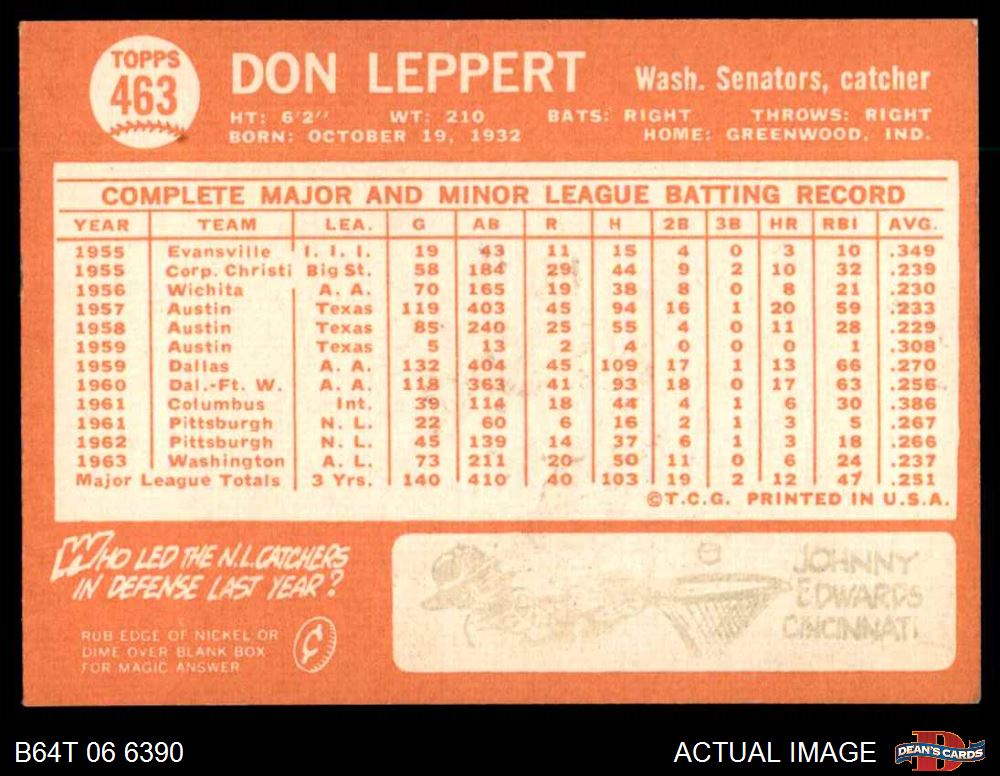 TOPPS
463
DON LEPPERT
Wash. Senators, catcher
HT: 6'2" WT: 210 BATS: RIGHT THROWS: RIGHT
BORN: OCTOBER 19, 1932 HOME: GREENWOOD, IND.
COMPLETE MAJOR AND MINOR LEAGUE BATTING RECORD
YEAR TEAM LEA. G AB R H 2B 3B HR RBI AVG.
1955 Evansville I. I. I. 19 43 11 15 4 0 3 10 .349
1955 Corp. Christi Big St. 58 184 29 44 9 2 10 32 .239
1956 Wichita A. A. 70 165 19 38 8 0 8 21 .230
1957 Austin Texas 119 403 45 94 16 1 20 59 .233
1958 Austin Texas 85 240 25 55 4 0 11 28 .229
1959 Austin Texas 5 13 2 4 0 0 0 1 .308
1959 Dallas A. A. 132 404 45 109 17 1 13 66 .270
1960 Dal.-Ft. W. A. A. 118 363 41 93 18 0 17 63 .256
1961 Columbus Int. 39 114 18 44 4 1 6 30 .386
1961 Pittsburgh N. L. 22 60 6 16 2 1 3 5 .267
1962 Pittsburgh N. L. 45 139 14 37 6 1 3 18 .266
1963 Washington A. L. 73 211 20 50 11 0 6 24 .237
Major League Totals 3 Yrs. 140 410 40 103 19 2 12 47 .251
©T.C.G. PRINTED IN U.S.A.
WHO LED THE N.L. CATCHERS
IN DEFENSE LAST YEAR?
RUB EDGE OF NICKEL OR
DIME OVER BLANK BOX
FOR MAGIC ANSWER
¢
JOHNNY
EDWARDS
CINCINNATI
B64T 06 6390
ACTUAL IMAGE
D
DEAN'S CARDS